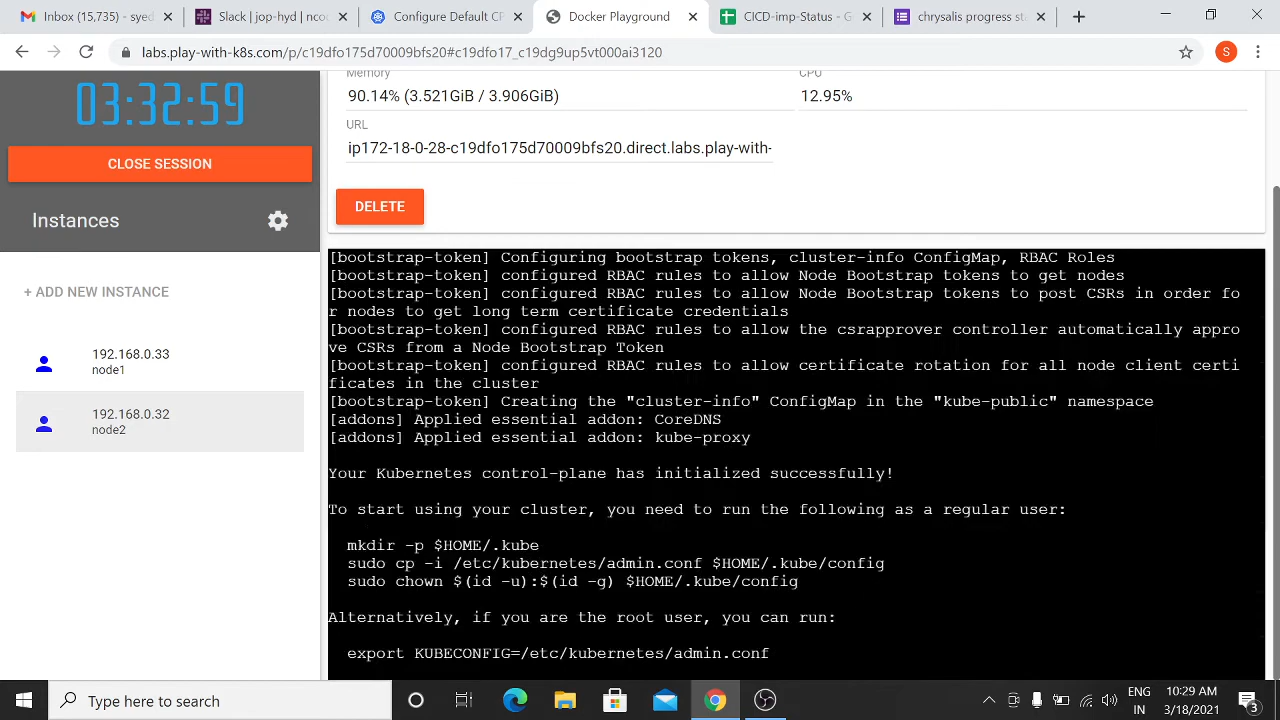 Inbox (15,735) - syed
Slack | jop-hyd | ncod
Configure Default CP
Docker Playground
CICD-imp-Status - G
chrysalis progress sta
labs.play-with-k8s.com/p/c19dfo175d70009bfs20#c19dfo17_c19dg9up5vt000ai3120
S
03:32:59
CLOSE SESSION
Instances
+ ADD NEW INSTANCE
192.168.0.33
node1
192.168.0.32
node2
Memory
90.14% (3.521GiB / 3.906GiB)
CPU
12.95%
URL
ip172-18-0-28-c19dfo175d70009bfs20.direct.labs.play-with-
DELETE
[bootstrap-token] Configuring bootstrap tokens, cluster-info ConfigMap, RBAC Roles
[bootstrap-token] configured RBAC rules to allow Node Bootstrap tokens to get nodes
[bootstrap-token] configured RBAC rules to allow Node Bootstrap tokens to post CSRs in order fo
r nodes to get long term certificate credentials
[bootstrap-token] configured RBAC rules to allow the csrapprover controller automatically appro
ve CSRs from a Node Bootstrap Token
[bootstrap-token] configured RBAC rules to allow certificate rotation for all node client certi
ficates in the cluster
[bootstrap-token] Creating the "cluster-info" ConfigMap in the "kube-public" namespace
[addons] Applied essential addon: CoreDNS
[addons] Applied essential addon: kube-proxy
Your Kubernetes control-plane has initialized successfully!
To start using your cluster, you need to run the following as a regular user:
mkdir -p $HOME/.kube
sudo cp -i /etc/kubernetes/admin.conf $HOME/.kube/config
sudo chown $(id -u):$(id -g) $HOME/.kube/config
Alternatively, if you are the root user, you can run:
export KUBECONFIG=/etc/kubernetes/admin.conf
Type here to search
ENG
IN
10:29 AM
3/18/2021
3